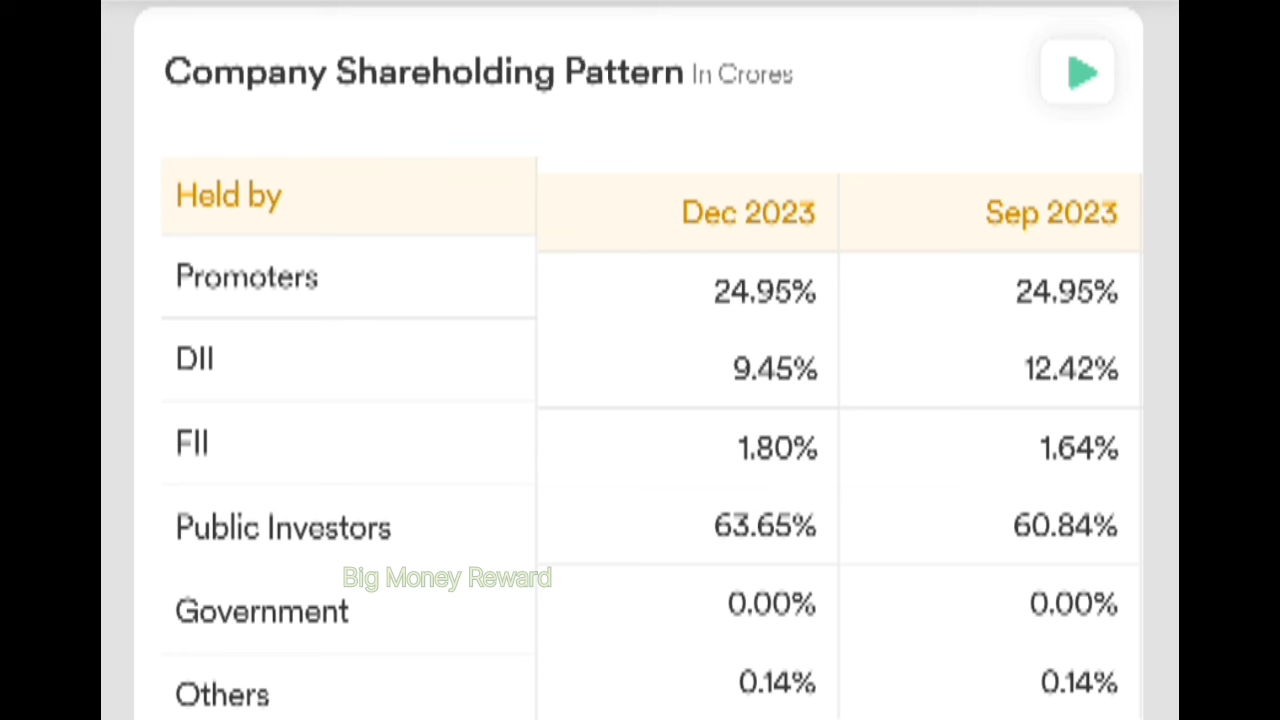 Company Shareholding Pattern In Crores
Held by Dec 2023 Sep 2023
Promoters 24.95% 24.95%
DII 9.45% 12.42%
FII 1.80% 1.64%
Public Investors 63.65% 60.84%
Big Money Reward
Government 0.00% 0.00%
Others 0.14% 0.14%